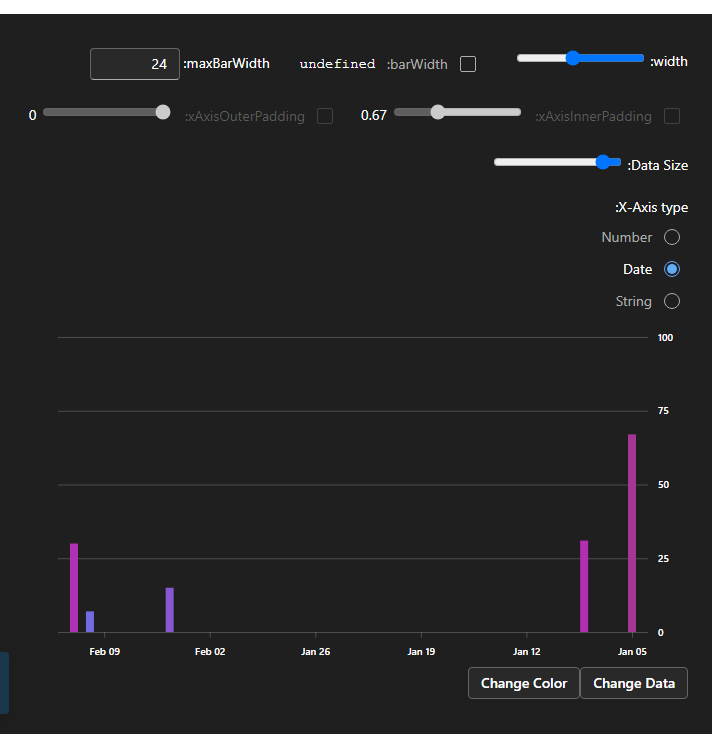 :width
undefined :barWidth
24 :maxBarWidth
0.67 :xAxisInnerPadding
0 :xAxisOuterPadding
:Data Size
:X-Axis type
Number
Date
String
100
75
50
25
0
Feb 09 Feb 02 Jan 26 Jan 19 Jan 12 Jan 05
Change Color Change Data